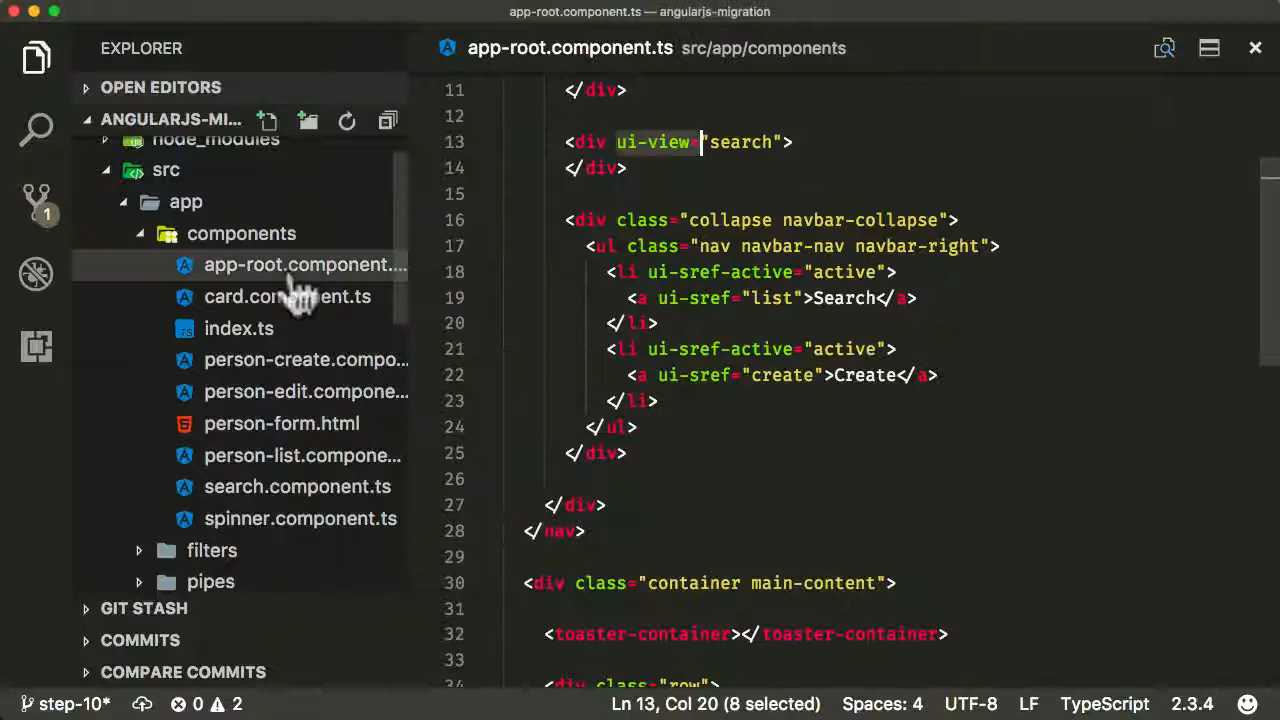 app-root.component.ts — angularjs-migration
EXPLORER
OPEN EDITORS
ANGULARJS-MI...
node_modules
src
app
components
app-root.component....
card.component.ts
index.ts
person-create.compo...
person-edit.compone...
person-form.html
person-list.compone...
search.component.ts
spinner.component.ts
filters
pipes
GIT STASH
COMMITS
COMPARE COMMITS
1
TS
app-root.component.ts src/app/components
11 </div>
12
13 <div ui-view="search">
14 </div>
15
16 <div class="collapse navbar-collapse">
17 <ul class="nav navbar-nav navbar-right">
18 <li ui-sref-active="active">
19 <a ui-sref="list">Search</a>
20 </li>
21 <li ui-sref-active="active">
22 <a ui-sref="create">Create</a>
23 </li>
24 </ul>
25 </div>
26
27 </div>
28 </nav>
29
30 <div class="container main-content">
31
32 <toaster-container></toaster-container>
33
34 <div class="row">
step-10* 0 2 Ln 13, Col 20 (8 selected) Spaces: 4 UTF-8 LF TypeScript 2.3.4